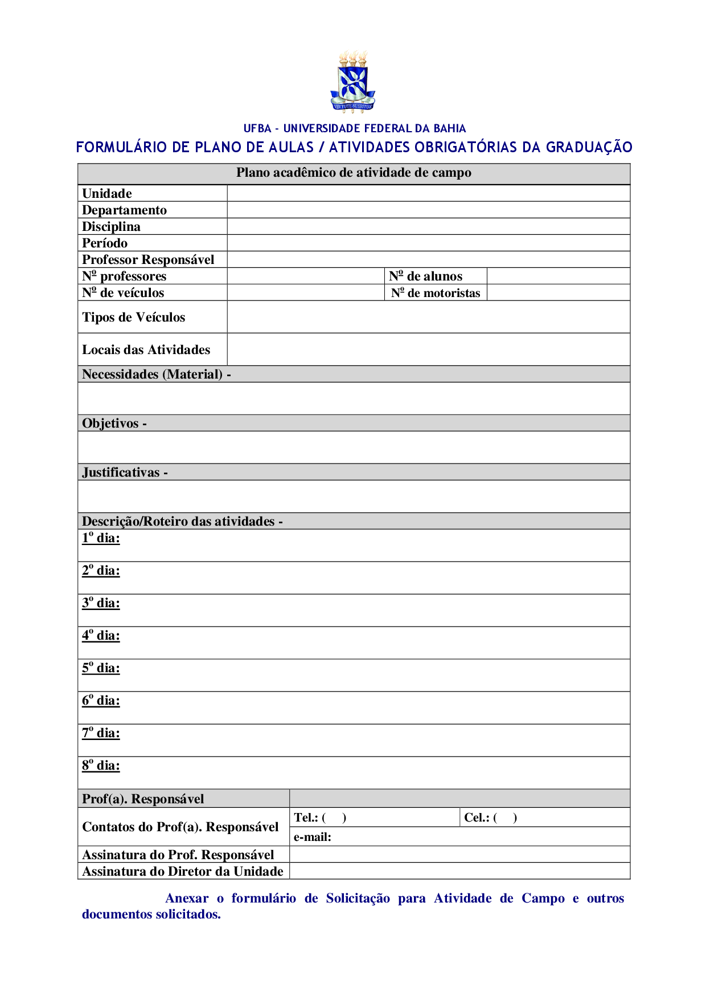 VIRTUTE SPIRITUS
UFBA - UNIVERSIDADE FEDERAL DA BAHIA
FORMULÁRIO DE PLANO DE AULAS / ATIVIDADES OBRIGATÓRIAS DA GRADUAÇÃO
Plano acadêmico de atividade de campo
Unidade
Departamento
Disciplina
Período
Professor Responsável
Nº professores Nº de alunos
Nº de veículos Nº de motoristas
Tipos de Veículos
Locais das Atividades
Necessidades (Material) -
Objetivos -
Justificativas -
Descrição/Roteiro das atividades -
1º dia:
2º dia:
3º dia:
4º dia:
5º dia:
6º dia:
7º dia:
8º dia:
Prof(a). Responsável
Contatos do Prof(a). Responsável
Tel.: ( ) Cel.: ( )
e-mail:
Assinatura do Prof. Responsável
Assinatura do Diretor da Unidade
Anexar o formulário de Solicitação para Atividade de Campo e outros
documentos solicitados.